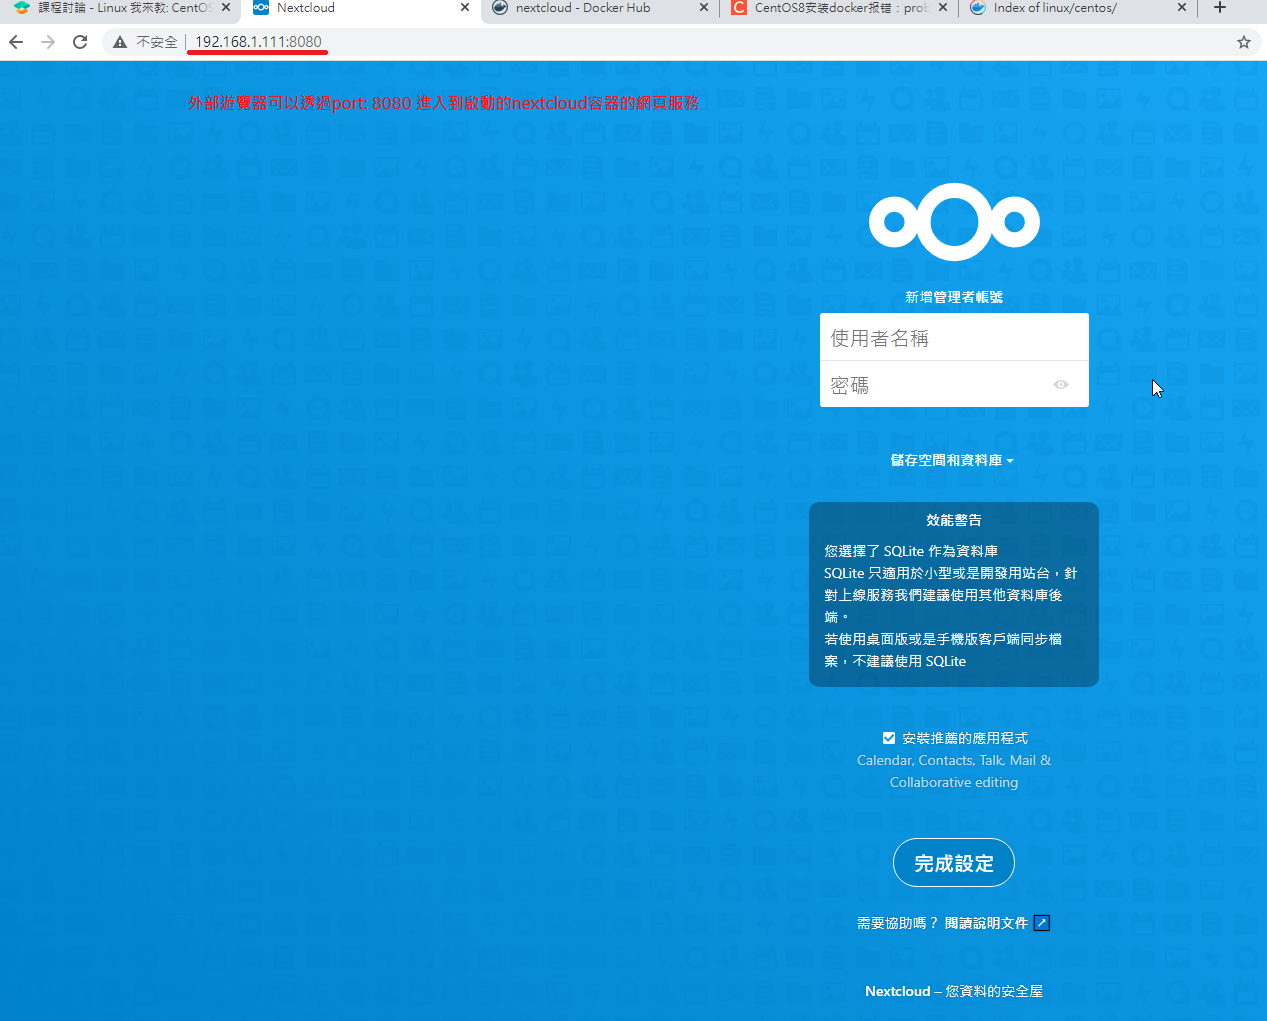 課程討論 - Linux 我來教: CentOS
Nextcloud
nextcloud - Docker Hub
CentOS8安装docker报错：prob
Index of linux/centos/
不安全
192.168.1.111:8080
外部遊覽器可以透過port: 8080 進入到啟動的nextcloud容器的網頁服務
新增管理者帳號
使用者名稱
密碼
儲存空間和資料庫
效能警告
您選擇了 SQLite 作為資料庫
SQLite 只適用於小型或是開發用站台，針
對上線服務我們建議使用其他資料庫後
端。
若使用桌面版或是手機版客戶端同步檔
案，不建議使用 SQLite
安裝推薦的應用程式
Calendar, Contacts, Talk, Mail &
Collaborative editing
完成設定
需要協助嗎？ 閱讀說明文件
Nextcloud – 您資料的安全屋